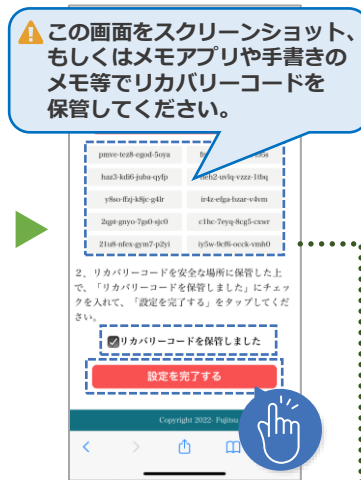 この画面をスクリーンショット、
もしくはメモアプリや手書きの
メモ等でリカバリーコードを
保管してください。
pmve-tez8-egod-5oya
haz3-kdi6-juba-qyfp
y8so-ffzj-k8jc-g4lr ir4z-efga-bzar-v4vm
2qpt-gnyo-7gs0-sjc0 c1hc-7eyq-8cg5-cxwr
21u8-nfex-gym7-p2yi iy5w-9cf6-occk-vmh0
2、リカバリーコードを安全な場所に保管した上
で、「リカバリーコードを保管しました」にチェッ
クを入れて、「設定を完了する」をタップしてくだ
さい。
リカバリーコードを保管しました
設定を完了する
Copyright 2022- Fujitsu